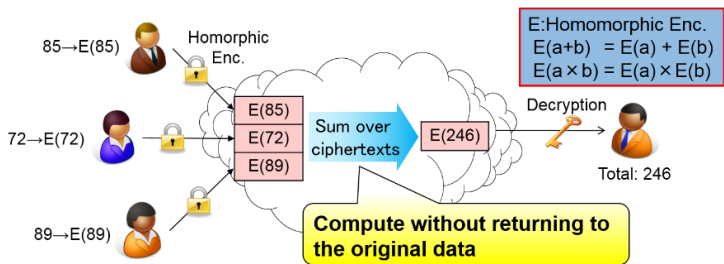 85→E(85)
Homorphic
Enc.
E:Homomorphic Enc.
E(a+b) = E(a) + E(b)
E(a×b) = E(a)×E(b)
72→E(72)
E(85)
E(72)
E(89)
Sum over
ciphertexts
E(246)
Decryption
Total: 246
89→E(89)
Compute without returning to
the original data